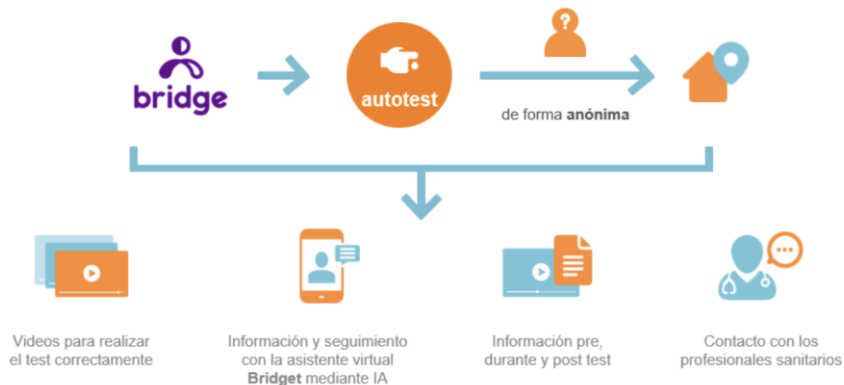 bridge
autotest
?
de forma anónima
Videos para realizar
el test correctamente
Información y seguimiento
con la asistente virtual
Bridget mediante IA
Información pre,
durante y post test
Contacto con los
profesionales sanitarios